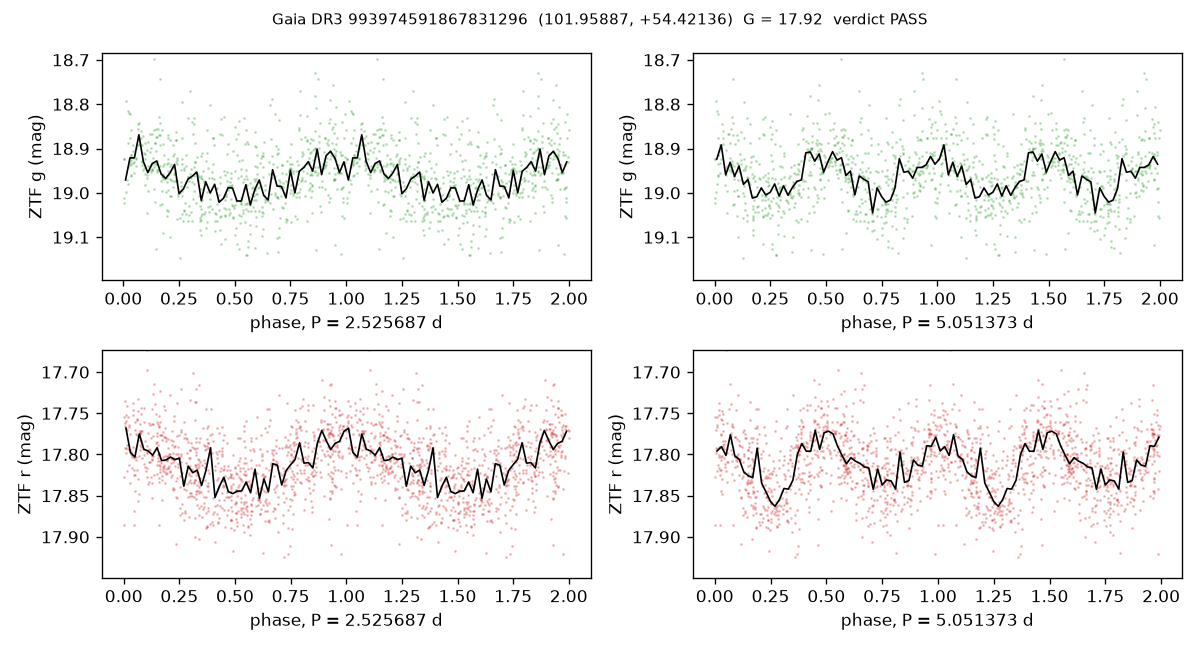 Gaia DR3 993974591867831296 (101.95887, +54.42136) G = 17.92 verdict PASS
ZTF g (mag)
18.7
18.8
18.9
19.0
19.1
0.00 0.25 0.50 0.75 1.00 1.25 1.50 1.75 2.00
phase, P = 2.525687 d
ZTF g (mag)
18.7
18.8
18.9
19.0
19.1
0.00 0.25 0.50 0.75 1.00 1.25 1.50 1.75 2.00
phase, P = 5.051373 d
ZTF r (mag)
17.70
17.75
17.80
17.85
17.90
0.00 0.25 0.50 0.75 1.00 1.25 1.50 1.75 2.00
phase, P = 2.525687 d
ZTF r (mag)
17.70
17.75
17.80
17.85
17.90
0.00 0.25 0.50 0.75 1.00 1.25 1.50 1.75 2.00
phase, P = 5.051373 d